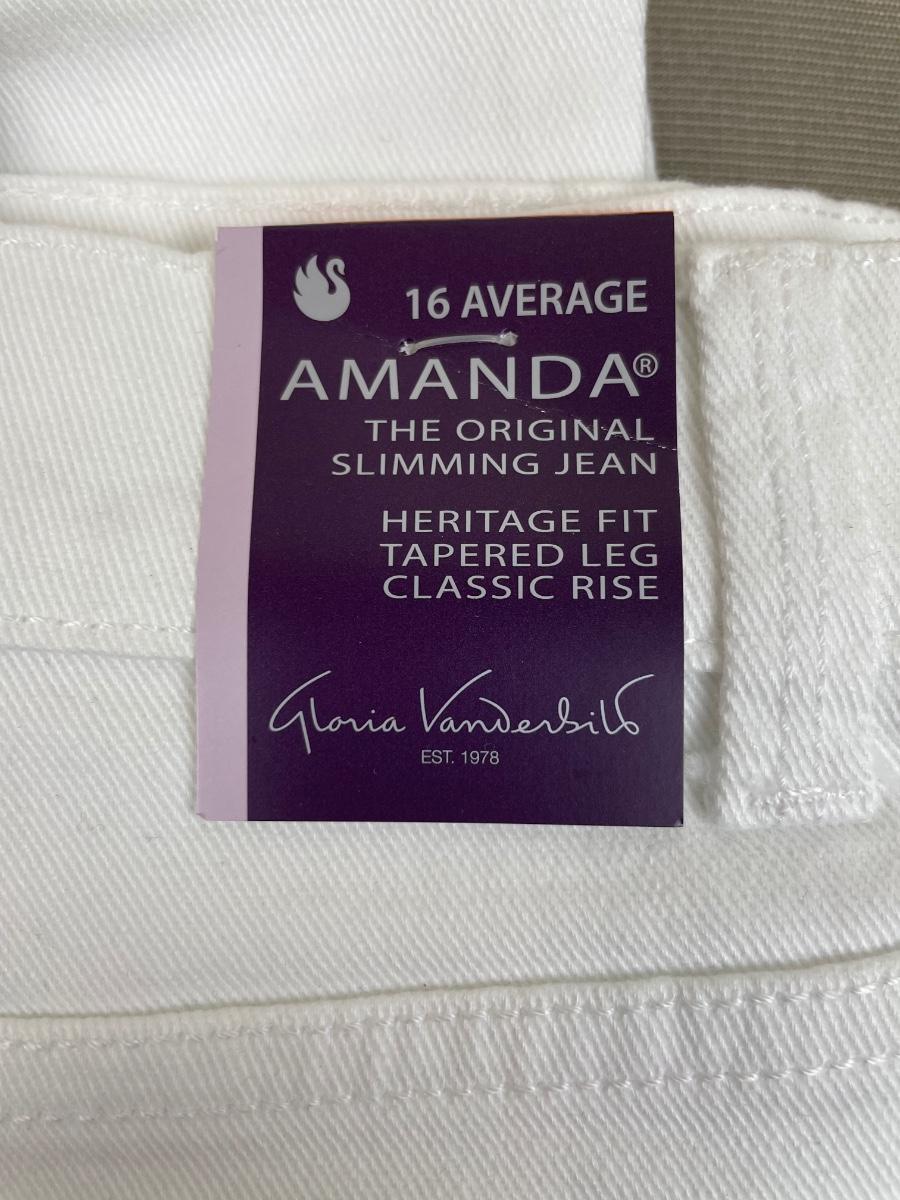 16 AVERAGE
AMANDA®
THE ORIGINAL
SLIMMING JEAN
HERITAGE FIT
TAPERED LEG
CLASSIC RISE
Gloria Vanderbilt
EST. 1978